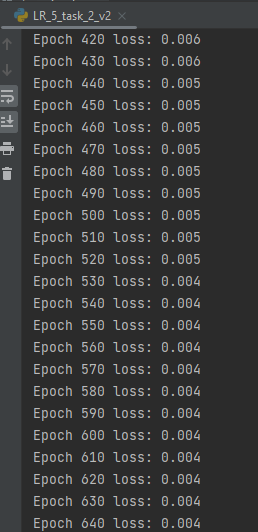 LR_5_task_2_v2
Epoch 420 loss: 0.006
Epoch 430 loss: 0.006
Epoch 440 loss: 0.005
Epoch 450 loss: 0.005
Epoch 460 loss: 0.005
Epoch 470 loss: 0.005
Epoch 480 loss: 0.005
Epoch 490 loss: 0.005
Epoch 500 loss: 0.005
Epoch 510 loss: 0.005
Epoch 520 loss: 0.005
Epoch 530 loss: 0.004
Epoch 540 loss: 0.004
Epoch 550 loss: 0.004
Epoch 560 loss: 0.004
Epoch 570 loss: 0.004
Epoch 580 loss: 0.004
Epoch 590 loss: 0.004
Epoch 600 loss: 0.004
Epoch 610 loss: 0.004
Epoch 620 loss: 0.004
Epoch 630 loss: 0.004
Epoch 640 loss: 0.004